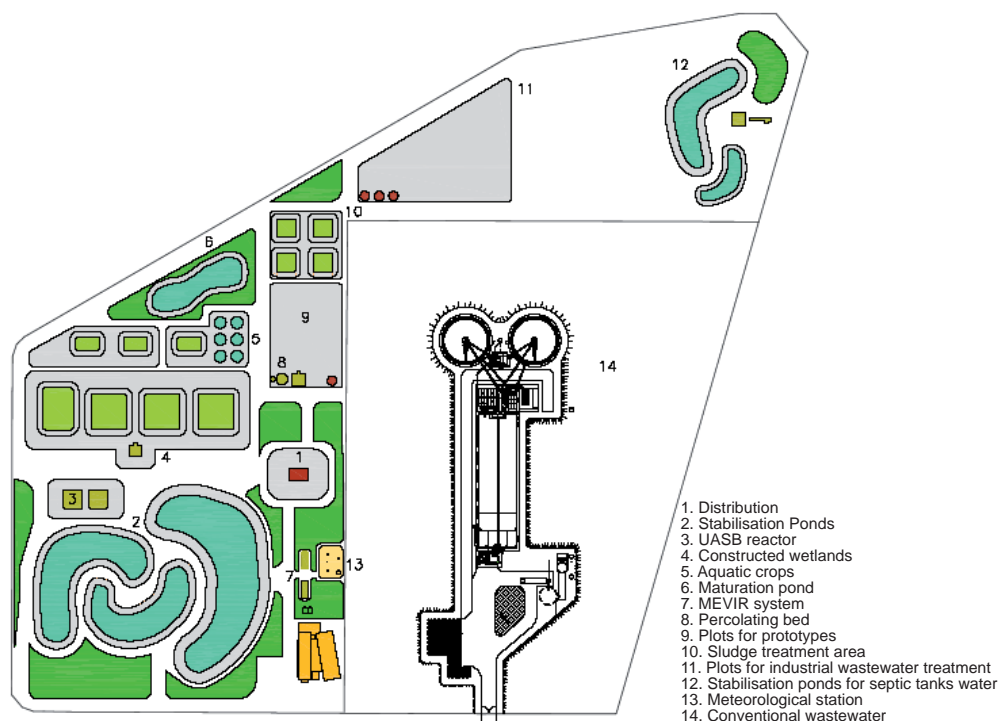 12
11
10
6
9
5
14
8
1
4
3
2
13
7
8
1. Distribution
2. Stabilisation Ponds
3. UASB reactor
4. Constructed wetlands
5. Aquatic crops
6. Maturation pond
7. MEVIR system
8. Percolating bed
9. Plots for prototypes
10. Sludge treatment area
11. Plots for industrial wastewater treatment
12. Stabilisation ponds for septic tanks water
13. Meteorological station
14. Conventional wastewater